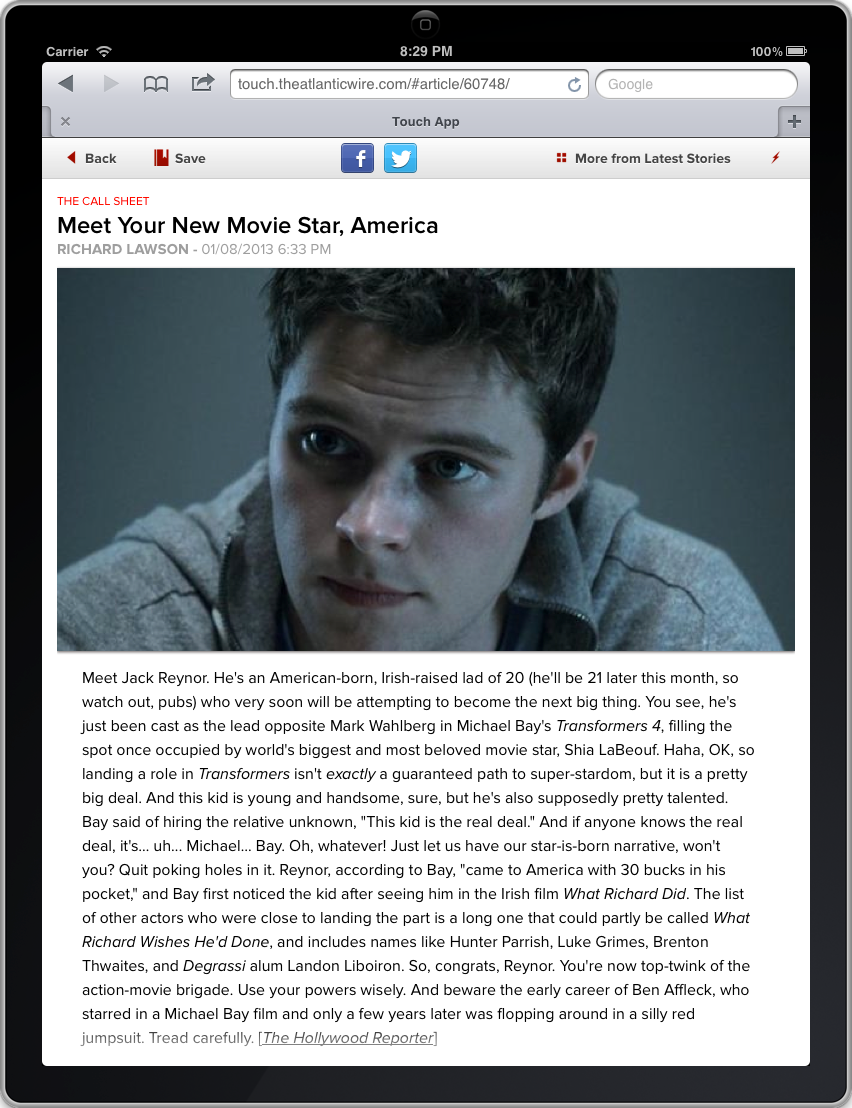 Carrier
8:29 PM
100%
touch.theatlanticwire.com/#article/60748/
Google
Touch App
Back
Save
More from Latest Stories
THE CALL SHEET
Meet Your New Movie Star, America
RICHARD LAWSON - 01/08/2013 6:33 PM
Meet Jack Reynor. He's an American-born, Irish-raised lad of 20 (he'll be 21 later this month, so
watch out, pubs) who very soon will be attempting to become the next big thing. You see, he's
just been cast as the lead opposite Mark Wahlberg in Michael Bay's Transformers 4, filling the
spot once occupied by world's biggest and most beloved movie star, Shia LaBeouf. Haha, OK, so
landing a role in Transformers isn't exactly a guaranteed path to super-stardom, but it is a pretty
big deal. And this kid is young and handsome, sure, but he's also supposedly pretty talented.
Bay said of hiring the relative unknown, "This kid is the real deal." And if anyone knows the real
deal, it's... uh... Michael... Bay. Oh, whatever! Just let us have our star-is-born narrative, won't
you? Quit poking holes in it. Reynor, according to Bay, "came to America with 30 bucks in his
pocket," and Bay first noticed the kid after seeing him in the Irish film What Richard Did. The list
of other actors who were close to landing the part is a long one that could partly be called What
Richard Wishes He'd Done, and includes names like Hunter Parrish, Luke Grimes, Brenton
Thwaites, and Degrassi alum Landon Liboiron. So, congrats, Reynor. You're now top-twink of the
action-movie brigade. Use your powers wisely. And beware the early career of Ben Affleck, who
starred in a Michael Bay film and only a few years later was flopping around in a silly red
jumpsuit. Tread carefully. [The Hollywood Reporter]